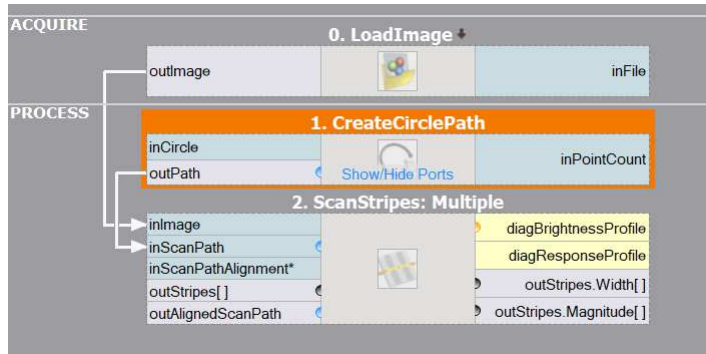 ACQUIRE
0. LoadImage
outImage
inFile
PROCESS
1. CreateCirclePath
inCircle
inPointCount
outPath
Show/Hide Ports
2. ScanStripes: Multiple
inImage
diagBrightnessProfile
inScanPath
diagResponseProfile
inScanPathAlignment*
outStripes.Width[]
outStripes[]
outStripes.Magnitude[]
outAlignedScanPath